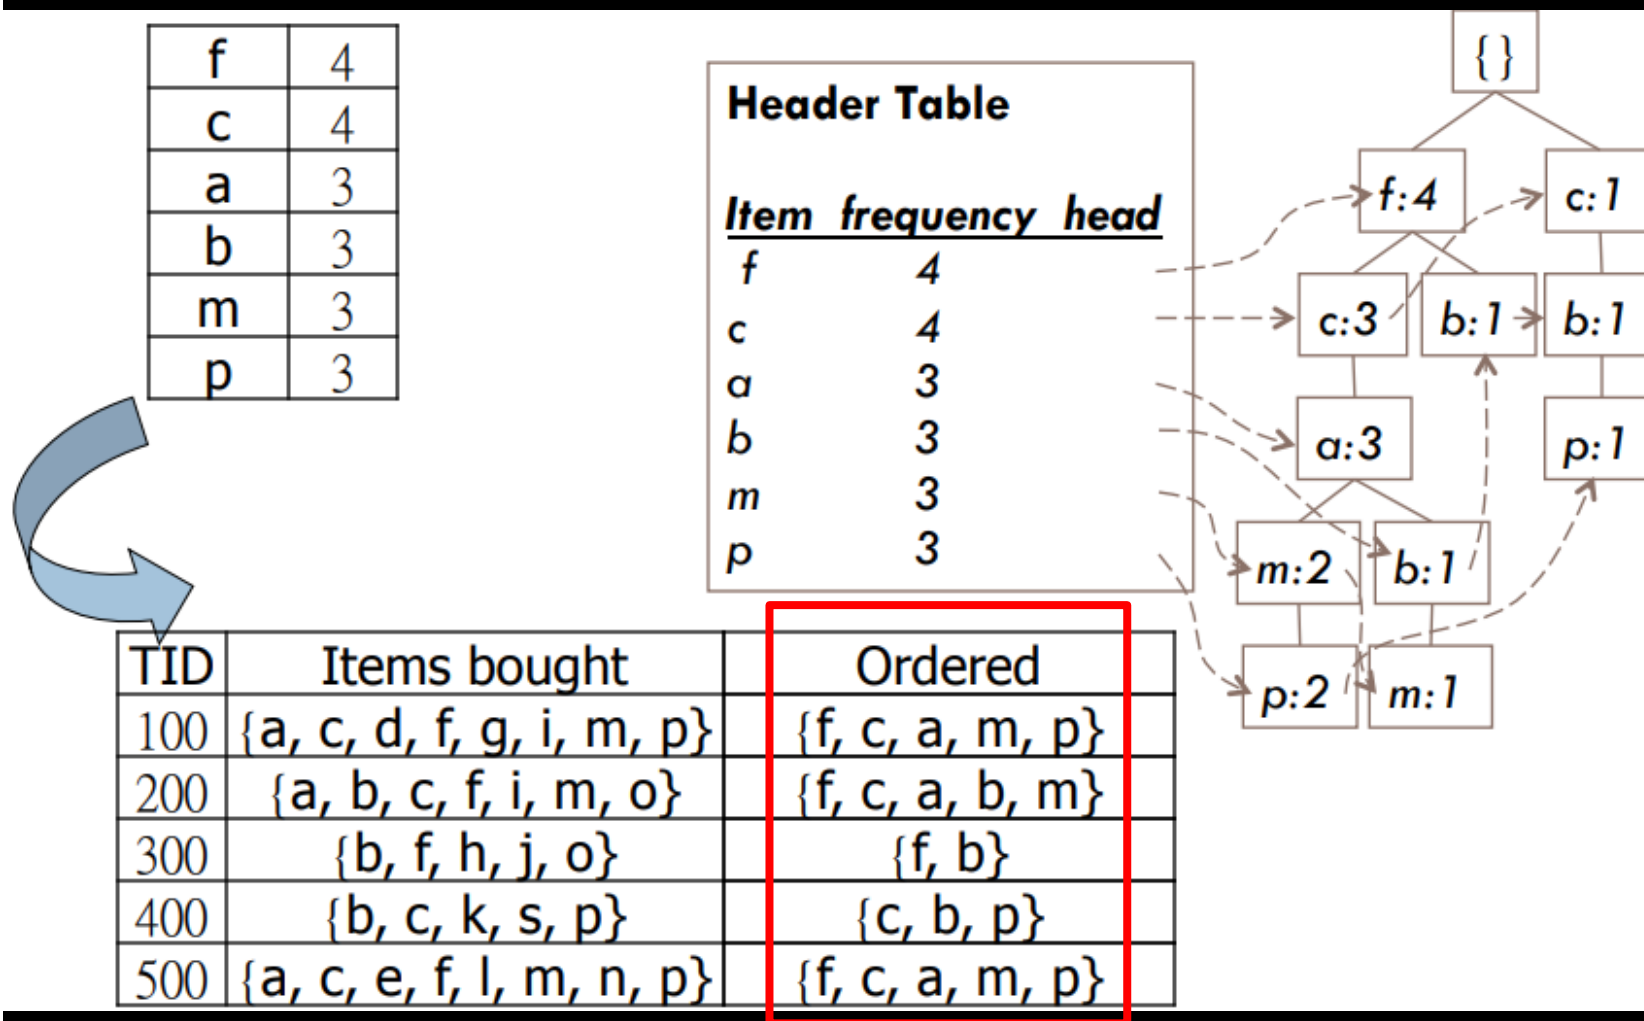 f 4
c 4
a 3
b 3
m 3
p 3
Header Table
Item frequency head
f 4
c 4
a 3
b 3
m 3
p 3
{}
f:4 c:1
c:3 b:1 b:1
a:3 p:1
m:2 b:1
p:2 m:1
TID Items bought Ordered
100 {a, c, d, f, g, i, m, p} {f, c, a, m, p}
200 {a, b, c, f, i, m, o} {f, c, a, b, m}
300 {b, f, h, j, o} {f, b}
400 {b, c, k, s, p} {c, b, p}
500 {a, c, e, f, l, m, n, p} {f, c, a, m, p}